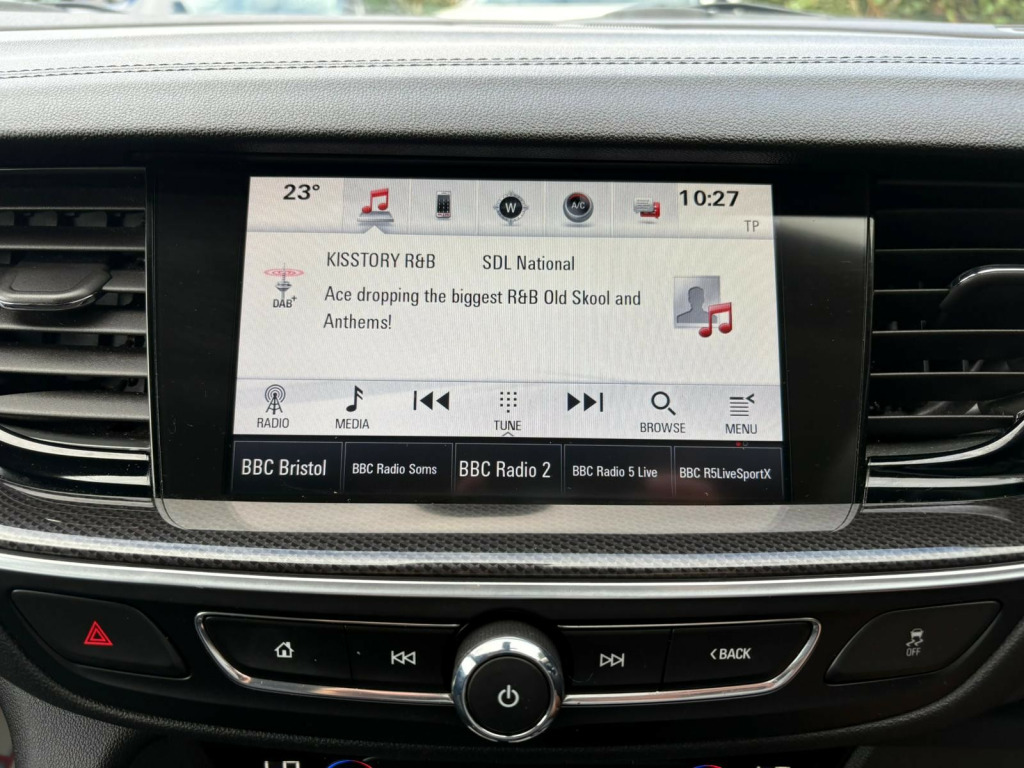 23° 10:27
W
A/C
TP
KISSTORY R&B SDL National
DAB+
Ace dropping the biggest R&B Old Skool and
Anthems!
RADIO MEDIA TUNE BROWSE MENU
BBC Bristol BBC Radio Soms BBC Radio 2 BBC Radio 5 Live BBC R5LiveSportX
BACK
OFF